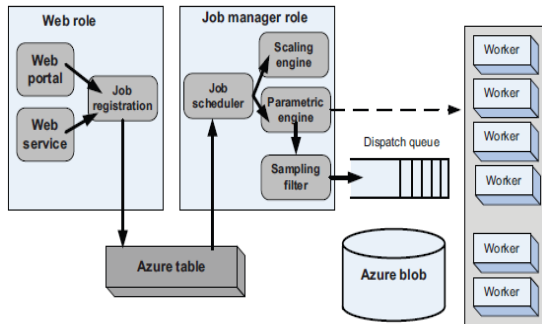 Web role
Web
portal
Job
registration
Web
service
Job manager role
Scaling
engine
Job
scheduler
Parametric
engine
Sampling
filter
Dispatch queue
Azure table
Azure blob
Worker
Worker
Worker
Worker
Worker
Worker